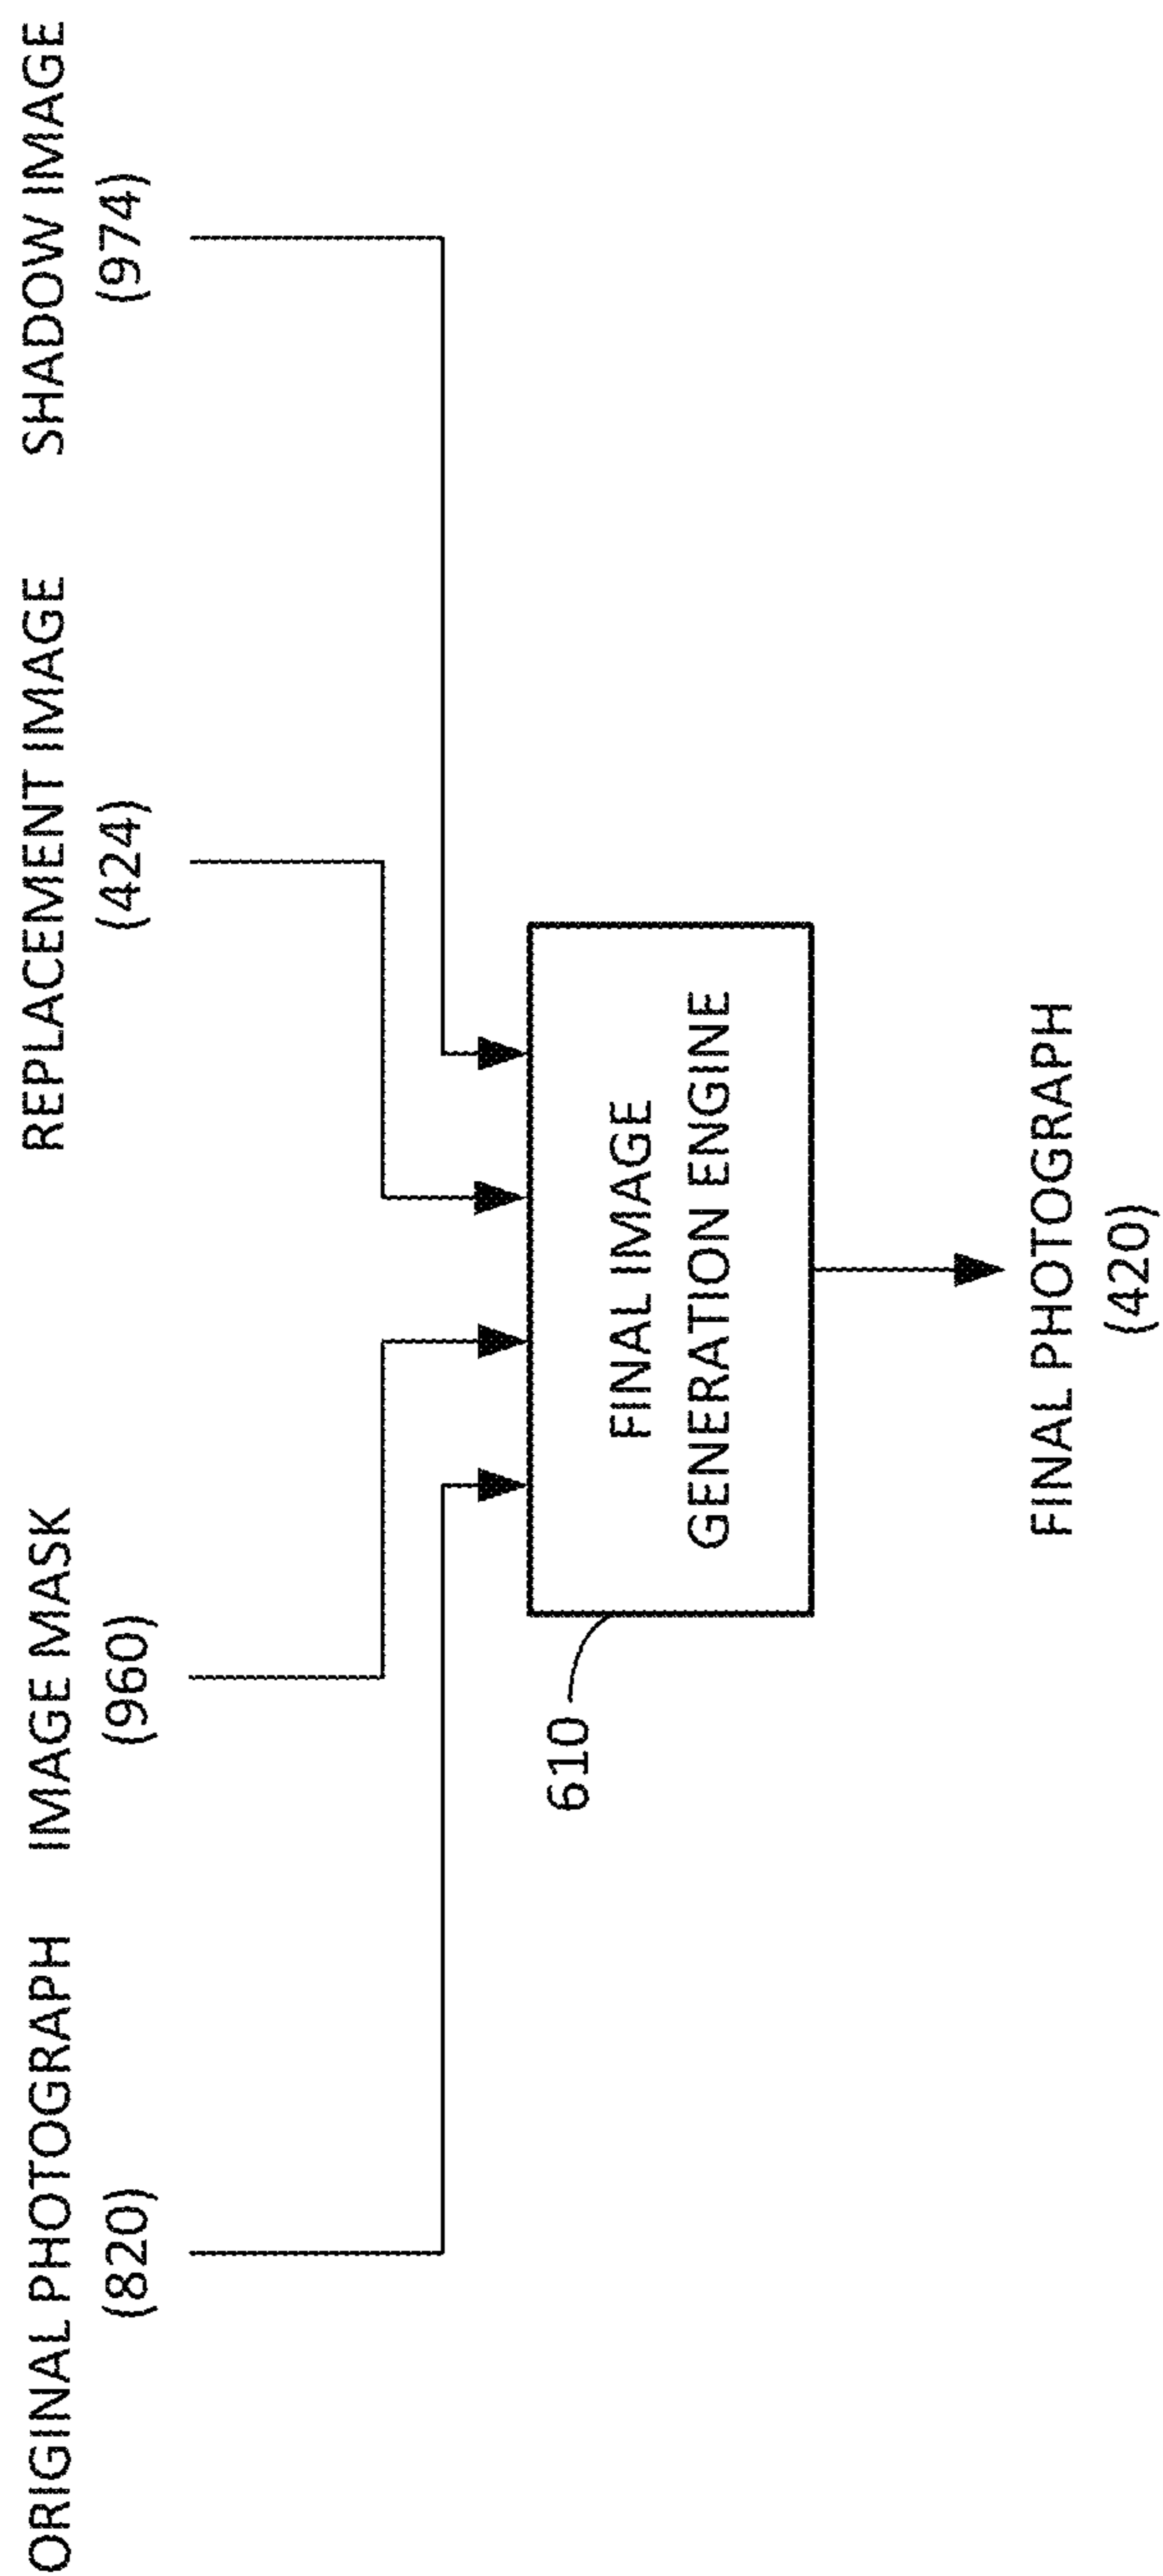 ORIGINAL PHOTOGRAPH
(820)
IMAGE MASK
(960)
REPLACEMENT IMAGE
(424)
SHADOW IMAGE
(974)
610
FINAL IMAGE
GENERATION ENGINE
FINAL PHOTOGRAPH
(420)